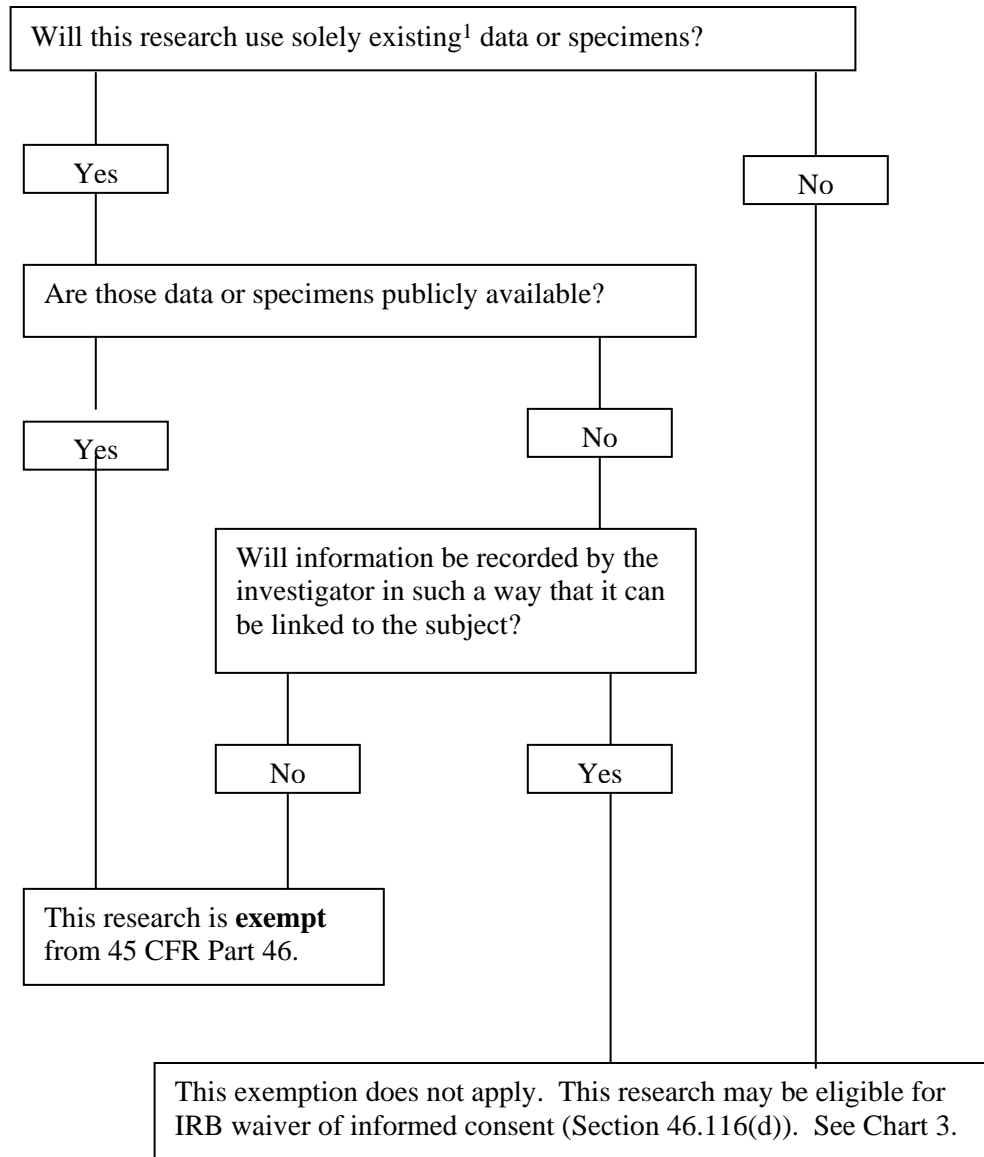 Will this research use solely existing¹ data or specimens?
Yes
No
Are those data or specimens publicly available?
Yes
No
Will information be recorded by the
investigator in such a way that it can
be linked to the subject?
No
Yes
This research is exempt
from 45 CFR Part 46.
This exemption does not apply.  This research may be eligible for
IRB waiver of informed consent (Section 46.116(d)).  See Chart 3.